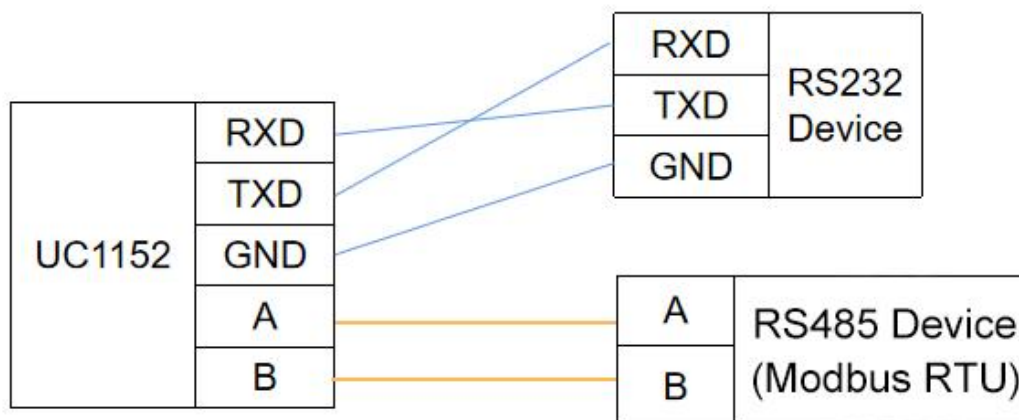 UC1152
RXD
TXD
GND
A
B
RXD
TXD
GND
RS232
Device
A
B
RS485 Device
(Modbus RTU)